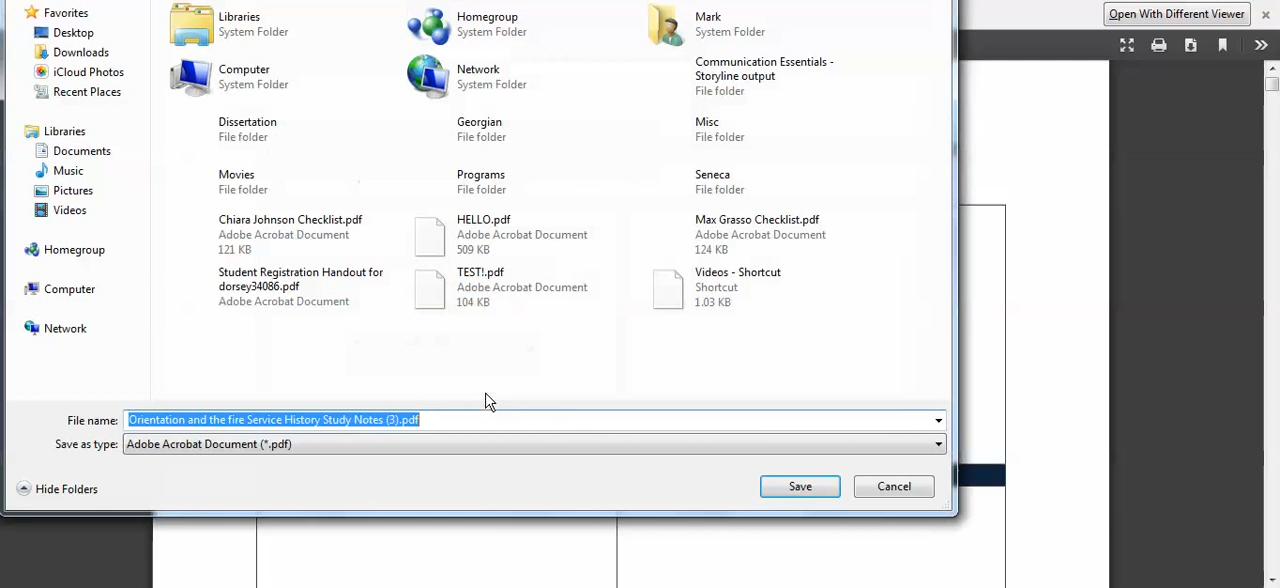 Open With Different Viewer
Favorites
Desktop
Downloads
iCloud Photos
Recent Places
Libraries
Documents
Music
Pictures
Videos
Homegroup
Computer
Network
Libraries
System Folder
Homegroup
System Folder
Mark
System Folder
Computer
System Folder
Network
System Folder
Communication Essentials -
Storyline output
File folder
Dissertation
File folder
Georgian
File folder
Misc
File folder
Movies
File folder
Programs
File folder
Seneca
File folder
Chiara Johnson Checklist.pdf
Adobe Acrobat Document
121 KB
HELLO.pdf
Adobe Acrobat Document
509 KB
Max Grasso Checklist.pdf
Adobe Acrobat Document
124 KB
Student Registration Handout for
dorsey34086.pdf
Adobe Acrobat Document
TEST!.pdf
Adobe Acrobat Document
104 KB
Videos - Shortcut
Shortcut
1.03 KB
File name: Orientation and the fire Service History Study Notes (3).pdf
Save as type: Adobe Acrobat Document (*.pdf)
Hide Folders
Save
Cancel